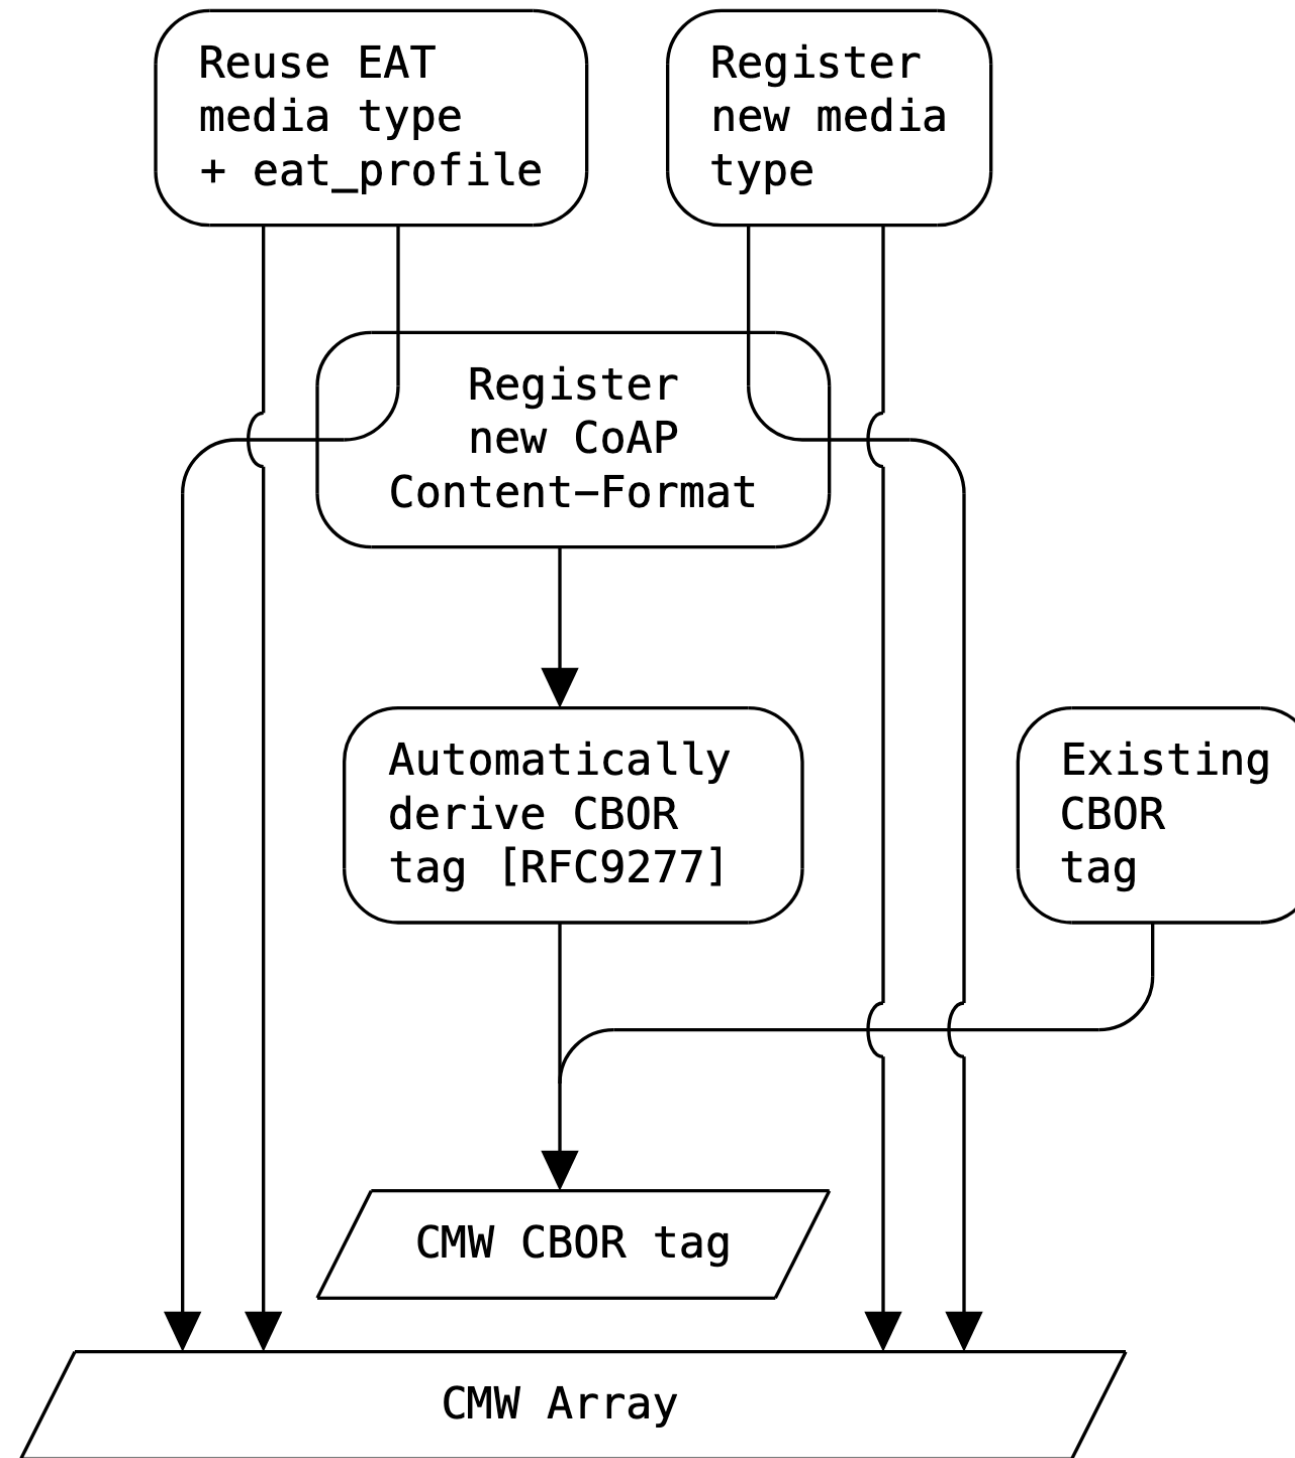 Reuse EAT
media type
+ eat_profile
Register
new media
type
Register
new CoAP
Content–Format
Automatically
derive CBOR
tag [RFC9277]
Existing
CBOR
tag
CMW CBOR tag
CMW Array